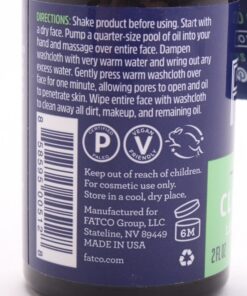 DIRECTIONS: Shake product before using. Start with
a dry face. Pump a quarter-size pool of oil into your
hand and massage over entire face. Dampen
washcloth with very warm water and wring out any
excess water. Gently press warm washcloth over
face for one minute, allowing pores to open and oil
to penetrate skin. Wipe entire face with washcloth
to clean away all dirt, makeup, and remaining oil.
CERTIFIED
P
PALEO
VEGAN
V
FRIENDLY
Keep out of reach of children.
For cosmetic use only.
Store in a cool, dry place.
Manufactured for
FATCO Group, LLC
Stateline, NV 89449
MADE IN USA
fatco.com
6M
2 FL OZ